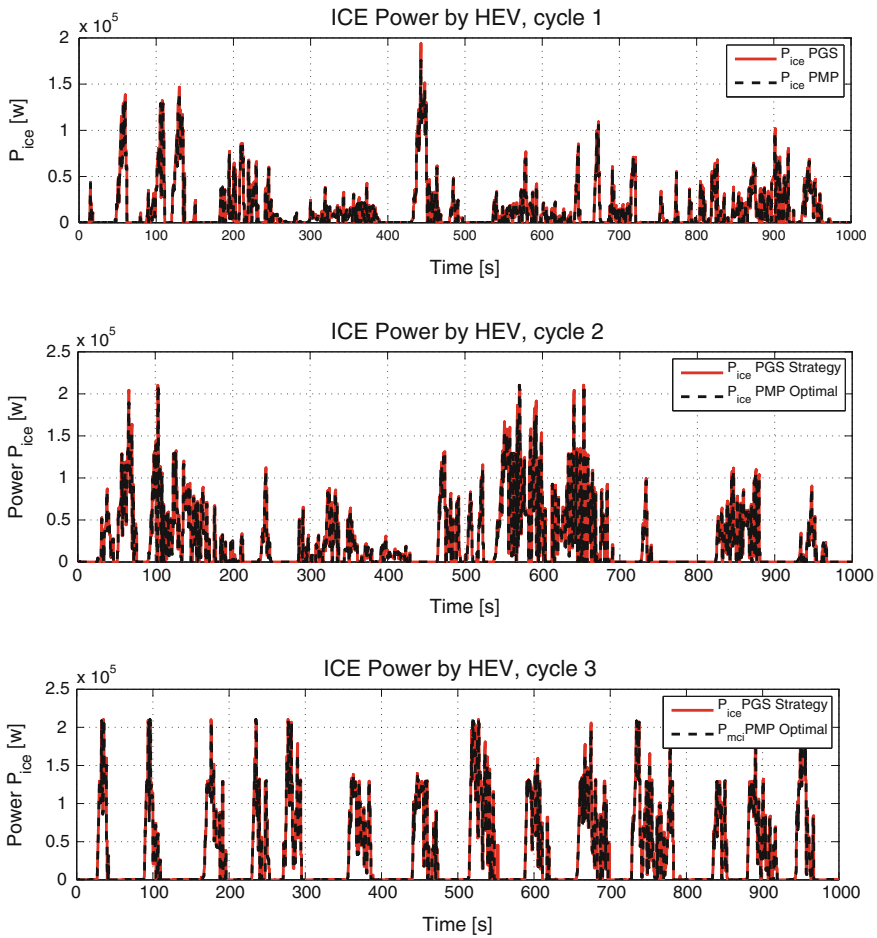 ICE Power by HEV, cycle 1
x 10^5
2
1.5
1
0.5
0
P_ice [w]
P_ice PGS
P_ice PMP
0 100 200 300 400 500 600 700 800 900 1000
Time [s]
ICE Power by HEV, cycle 2
x 10^5
2.5
2
1.5
1
0.5
0
Power P_ice [w]
P_ice PGS Strategy
P_ice PMP Optimal
0 100 200 300 400 500 600 700 800 900 1000
Time [s]
ICE Power by HEV, cycle 3
x 10^5
2.5
2
1.5
1
0.5
0
Power P_ice [w]
P_ice PGS Strategy
P_mci PMP Optimal
0 100 200 300 400 500 600 700 800 900 1000
Time [s]